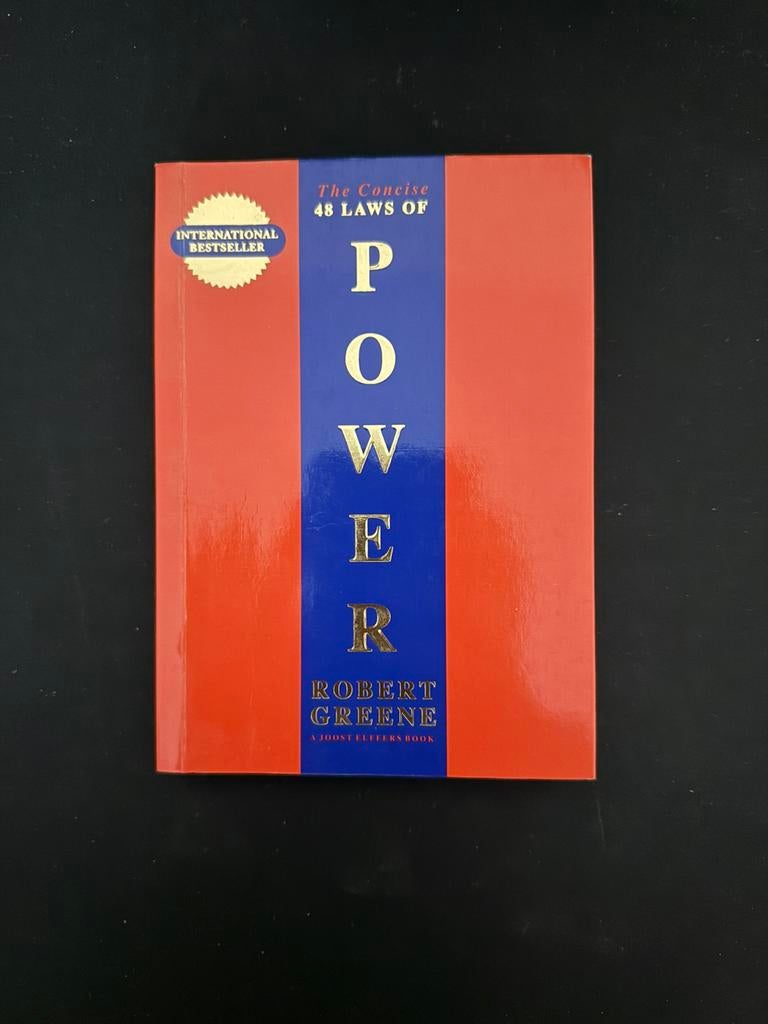 The Concise
48 LAWS OF
INTERNATIONAL
BESTSELLER
P
O
W
E
R
ROBERT
GREENE
A JOOST ELFFERS BOOK